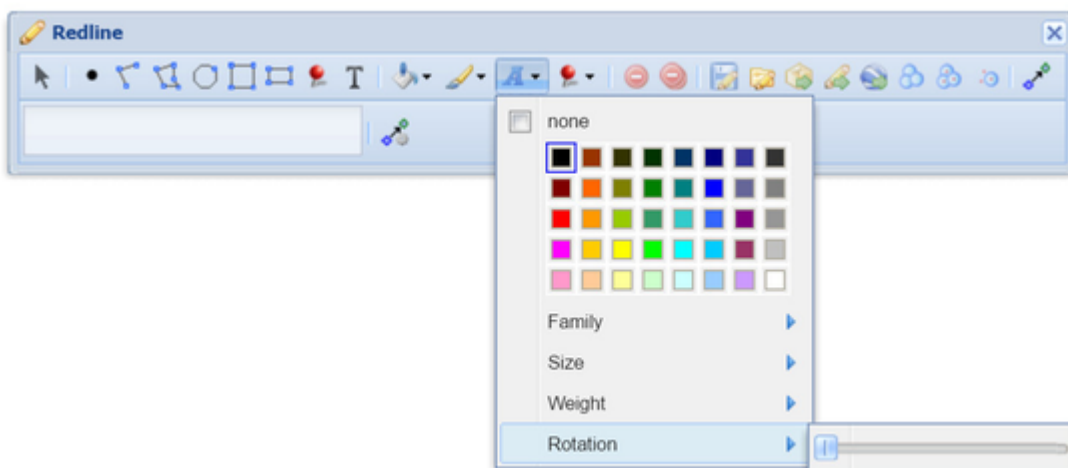 Redline
T
A
none
Family
Size
Weight
Rotation